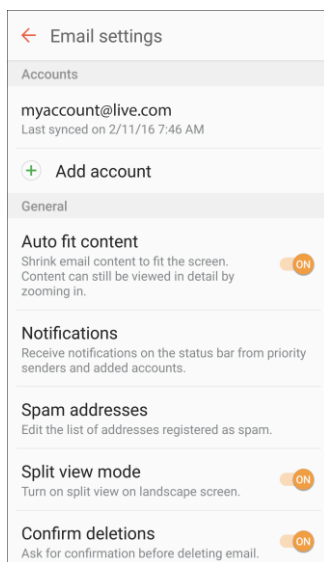 Email settings
Accounts
myaccount@live.com
Last synced on 2/11/16 7:46 AM
Add account
General
Auto fit content
Shrink email content to fit the screen.
Content can still be viewed in detail by
zooming in.
ON
Notifications
Receive notifications on the status bar from priority
senders and added accounts.
Spam addresses
Edit the list of addresses registered as spam.
Split view mode
Turn on split view on landscape screen.
ON
Confirm deletions
Ask for confirmation before deleting email.
ON